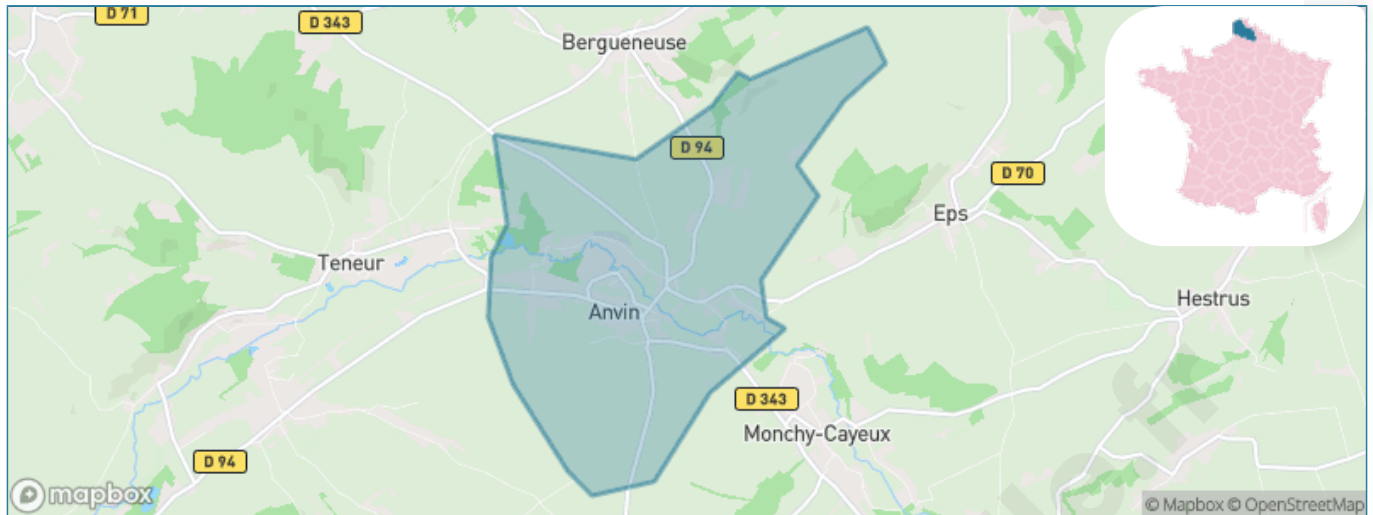 D 71
D 343
Bergueneuse
D 94
D 70
Eps
Teneur
Hestrus
Anvin
D 343
Monchy-Cayeux
D 94
mapbox
© Mapbox © OpenStreetMap